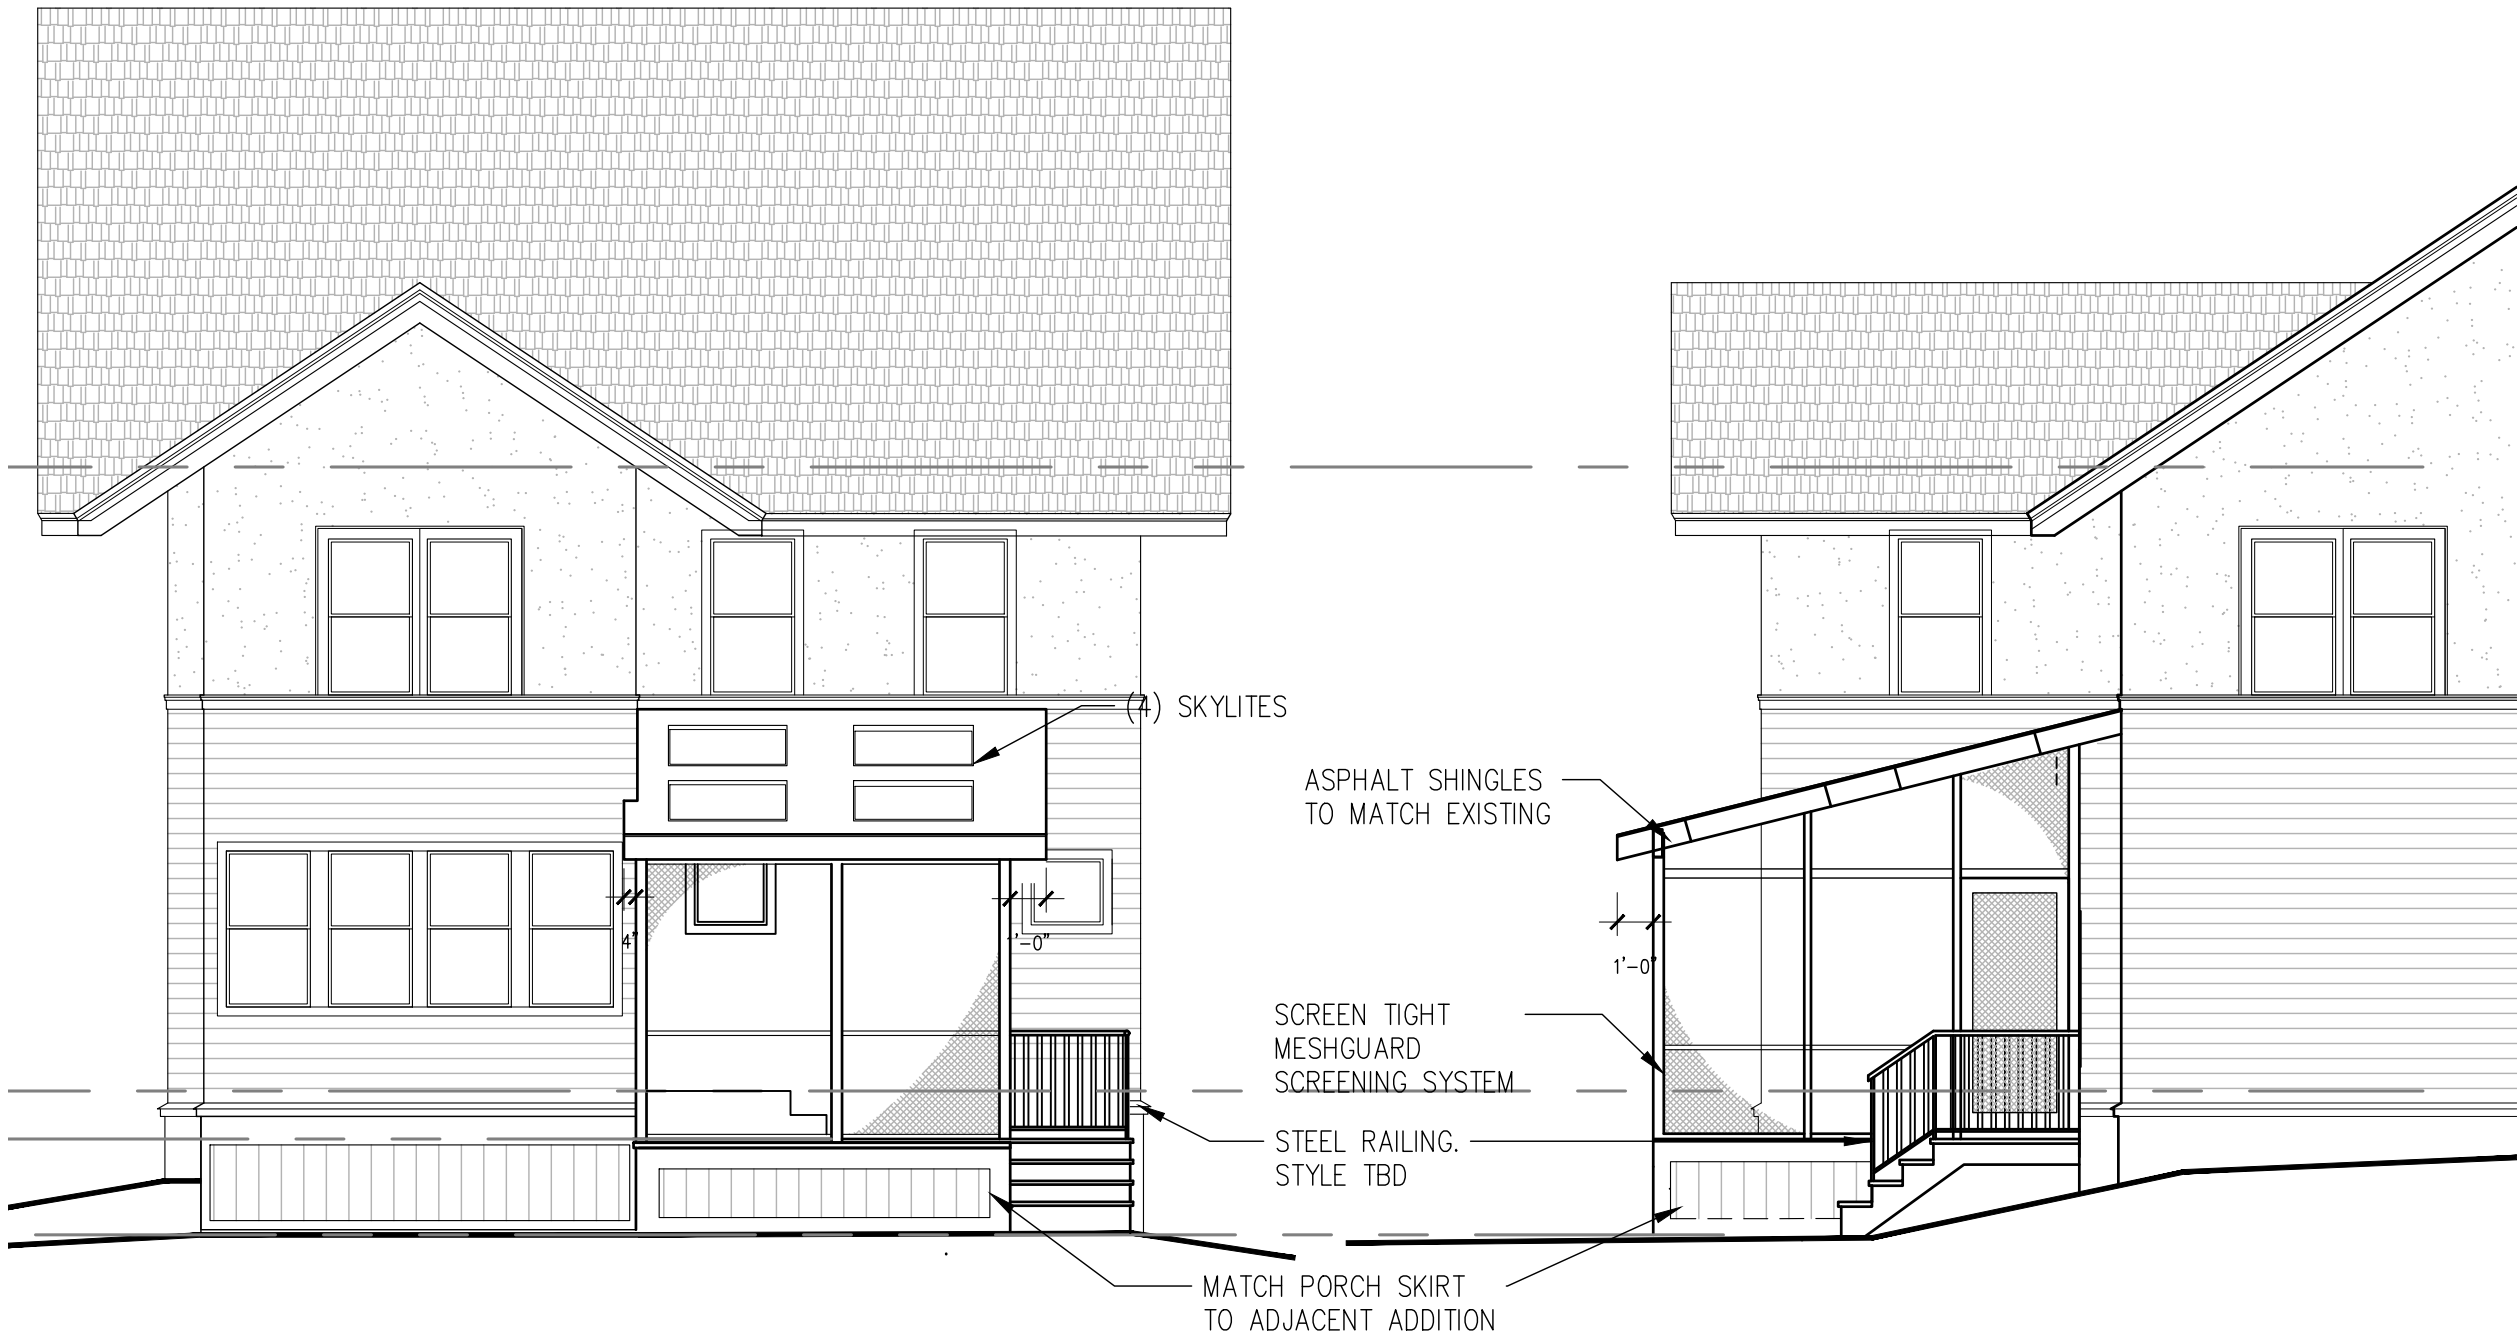 (4) SKYLITES
ASPHALT SHINGLES
TO MATCH EXISTING
4"
1'-0"
1'-0"
SCREEN TIGHT
MESHGUARD
SCREENING SYSTEM
STEEL RAILING.
STYLE TBD
MATCH PORCH SKIRT
TO ADJACENT ADDITION